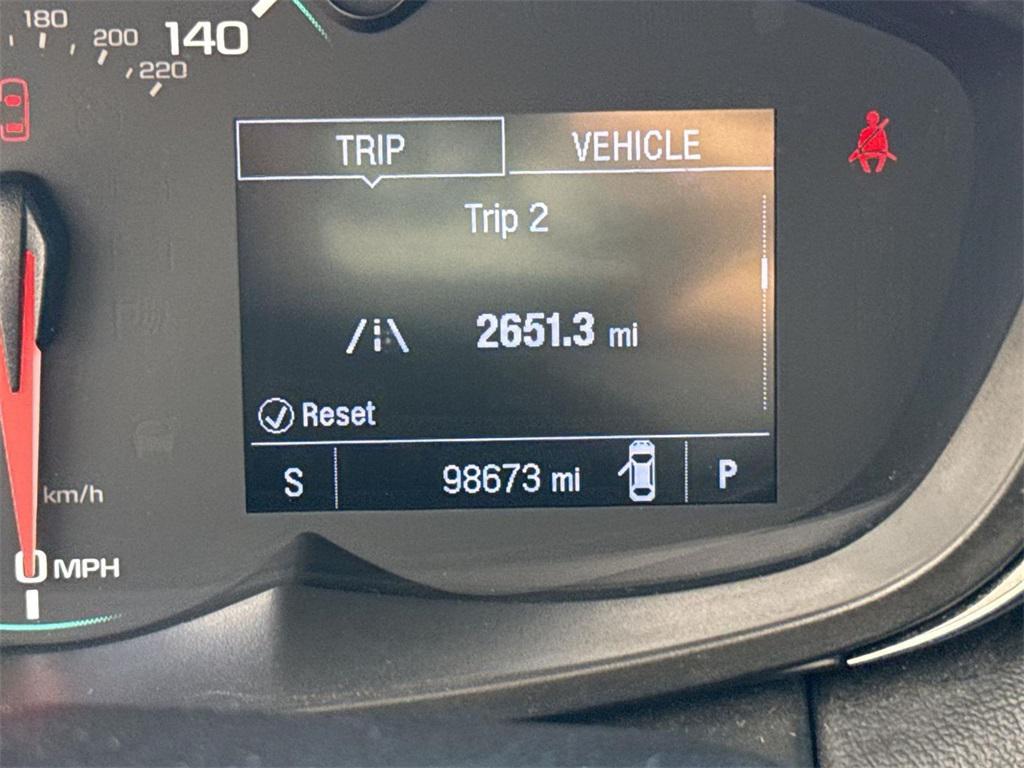 180
200
140
220
TRIP
VEHICLE
Trip 2
2651.3 mi
Reset
S
98673 mi
P
km/h
0 MPH